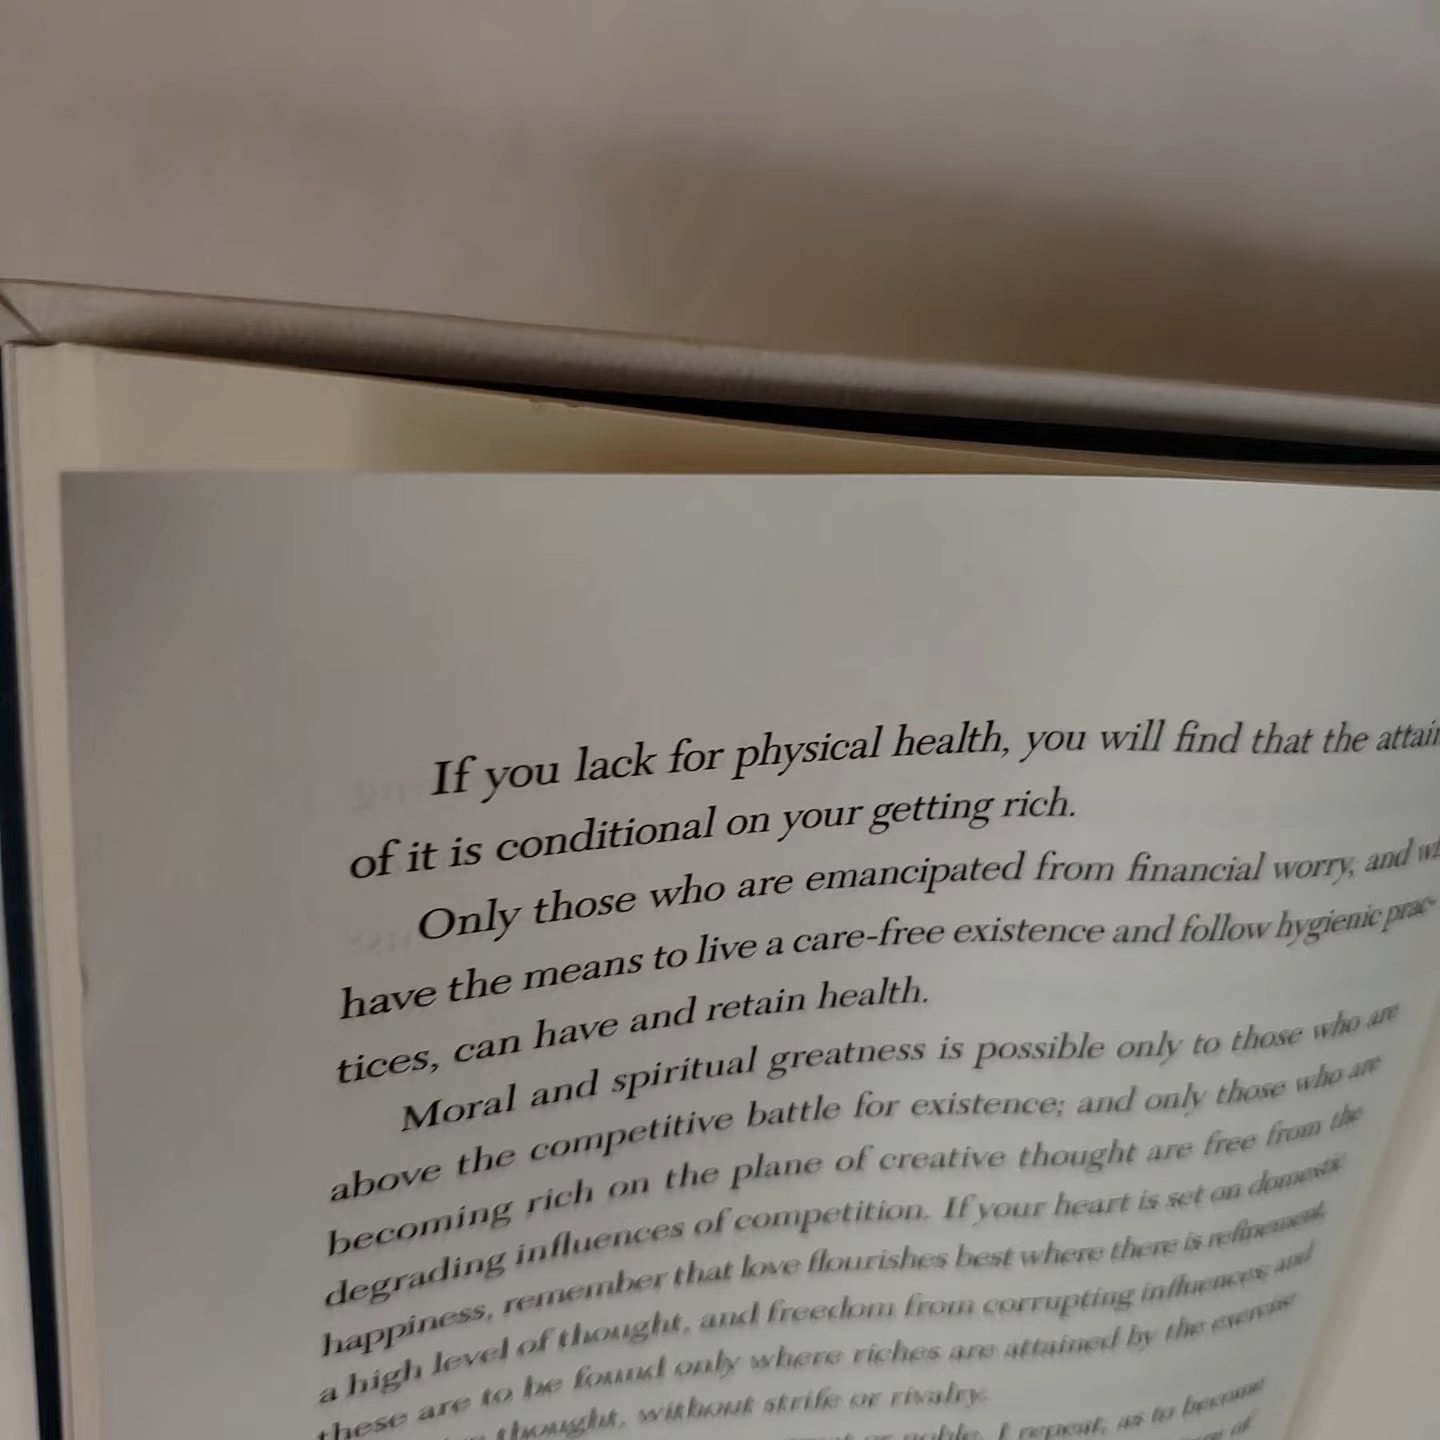 If you lack for physical health, you will find that the attain
of it is conditional on your getting rich.
Only those who are emancipated from financial worry, and wh
have the means to live a care-free existence and follow hygienic prac-
tices, can have and retain health.
Moral and spiritual greatness is possible only to those who are
above the competitive battle for existence; and only those who are
becoming rich on the plane of creative thought are free from the
degrading influences of competition. If your heart is set on domestic
happiness, remember that love flourishes best where there is refinement,
a high level of thought, and freedom from corrupting influences; and
these are to be found only where riches are attained by the exercise
thought, without strife or rivalry.
or noble, I repeat, as to become
of